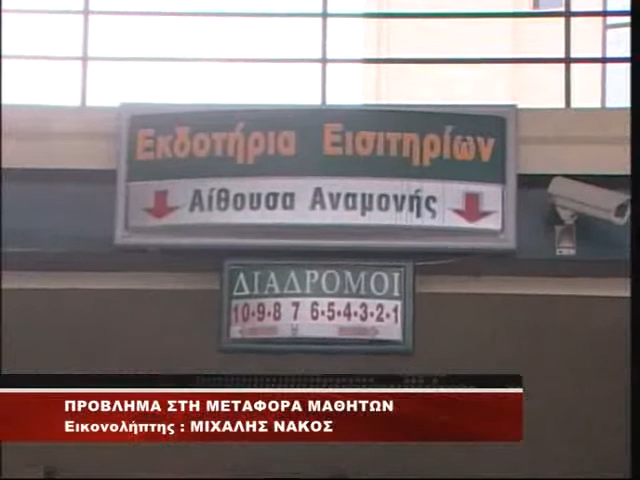 Εκδοτήρια Εισιτηρίων
Αίθουσα Αναμονής
ΔΙΑΔΡΟΜΟΙ
10-9-8 7 6-5-4-3-2-1
ΠΡΟΒΛΗΜΑ ΣΤΗ ΜΕΤΑΦΟΡΑ ΜΑΘΗΤΩΝ
Εικονολήπτης : ΜΙΧΑΛΗΣ ΝΑΚΟΣ